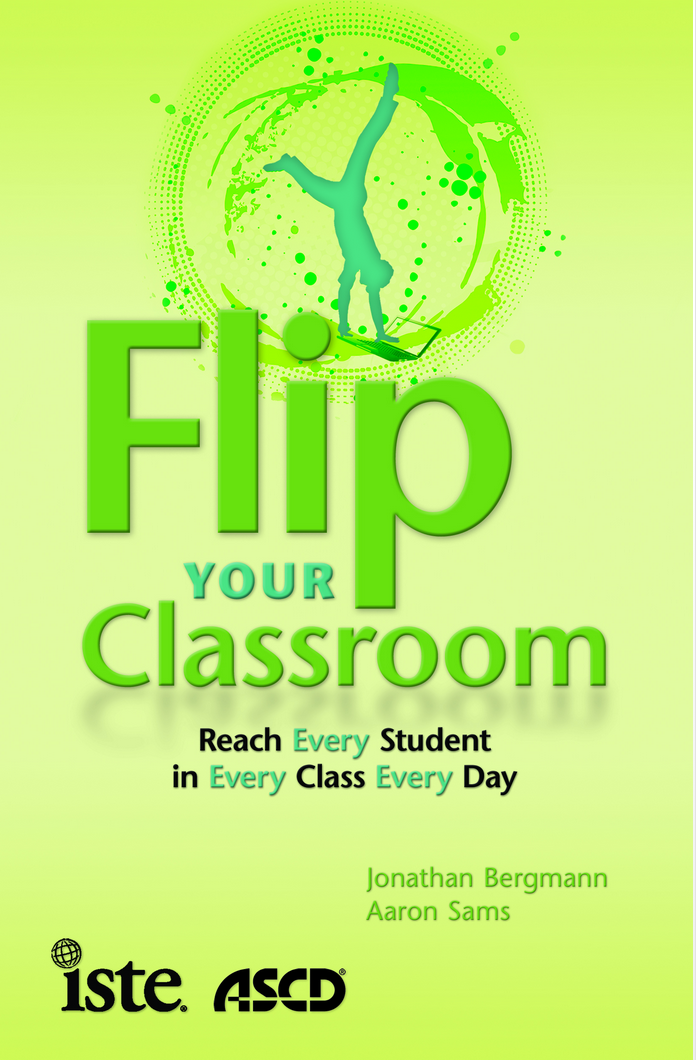 Flip
YOUR
Classroom
Reach Every Student
in Every Class Every Day
Jonathan Bergmann
Aaron Sams
iste® ASCD®